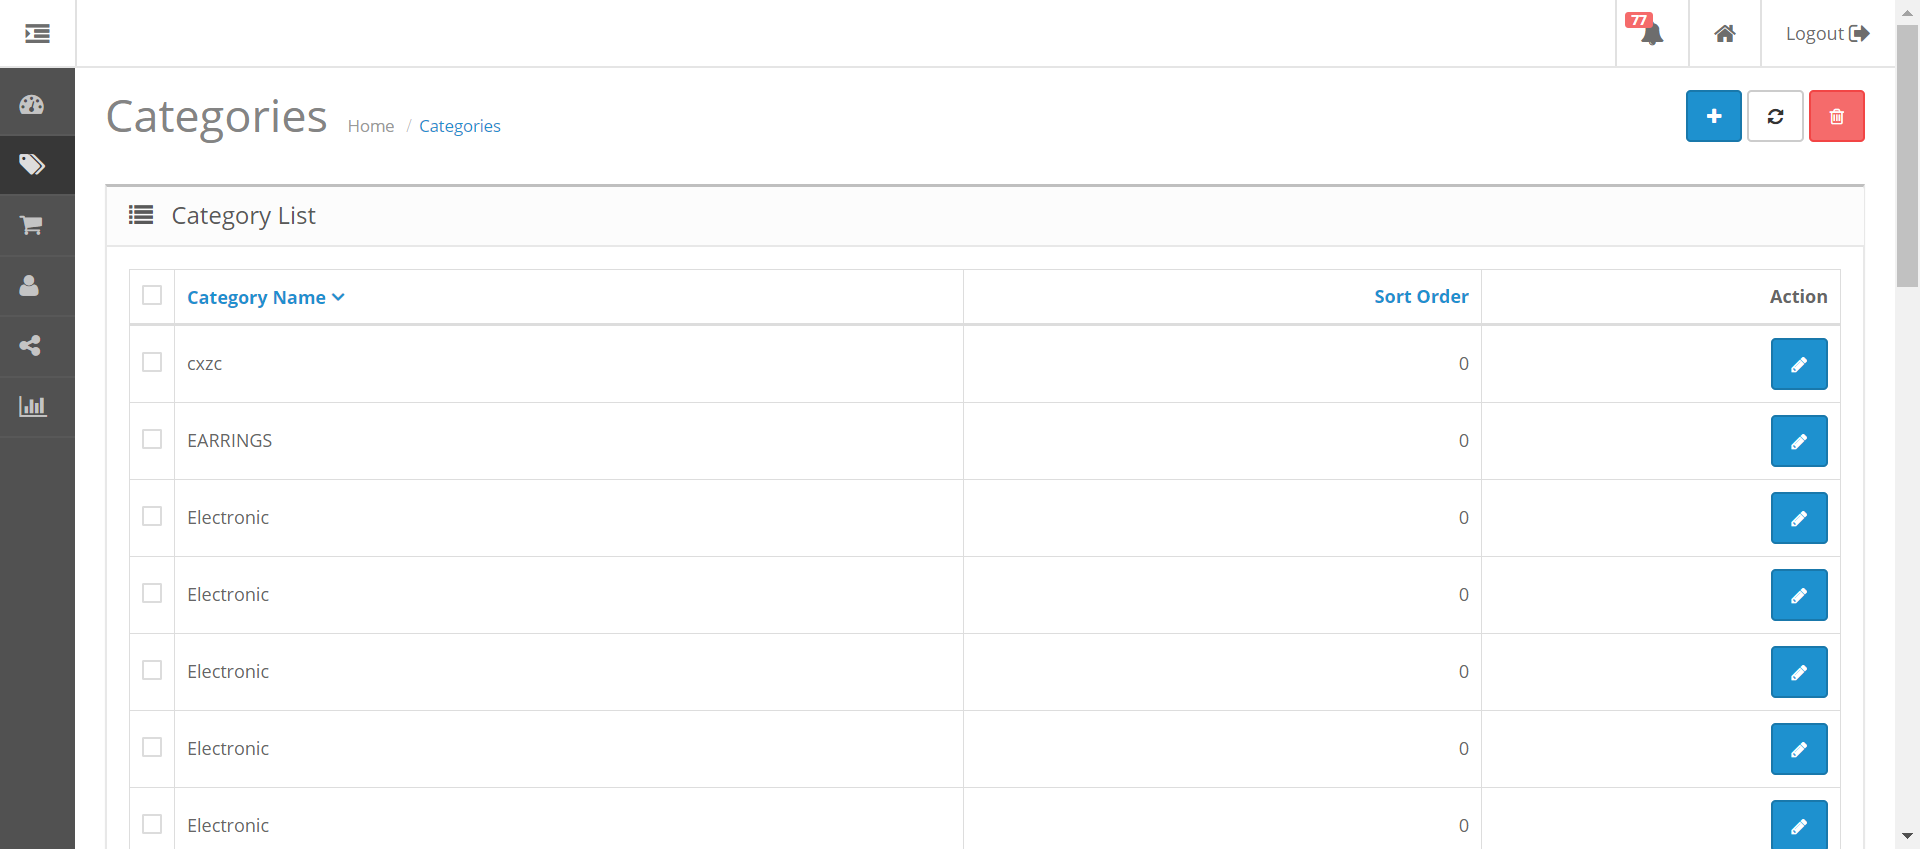 77
Logout
Categories
Home / Categories
Category List
Category Name Sort Order Action
cxzc 0
EARRINGS 0
Electronic 0
Electronic 0
Electronic 0
Electronic 0
Electronic 0